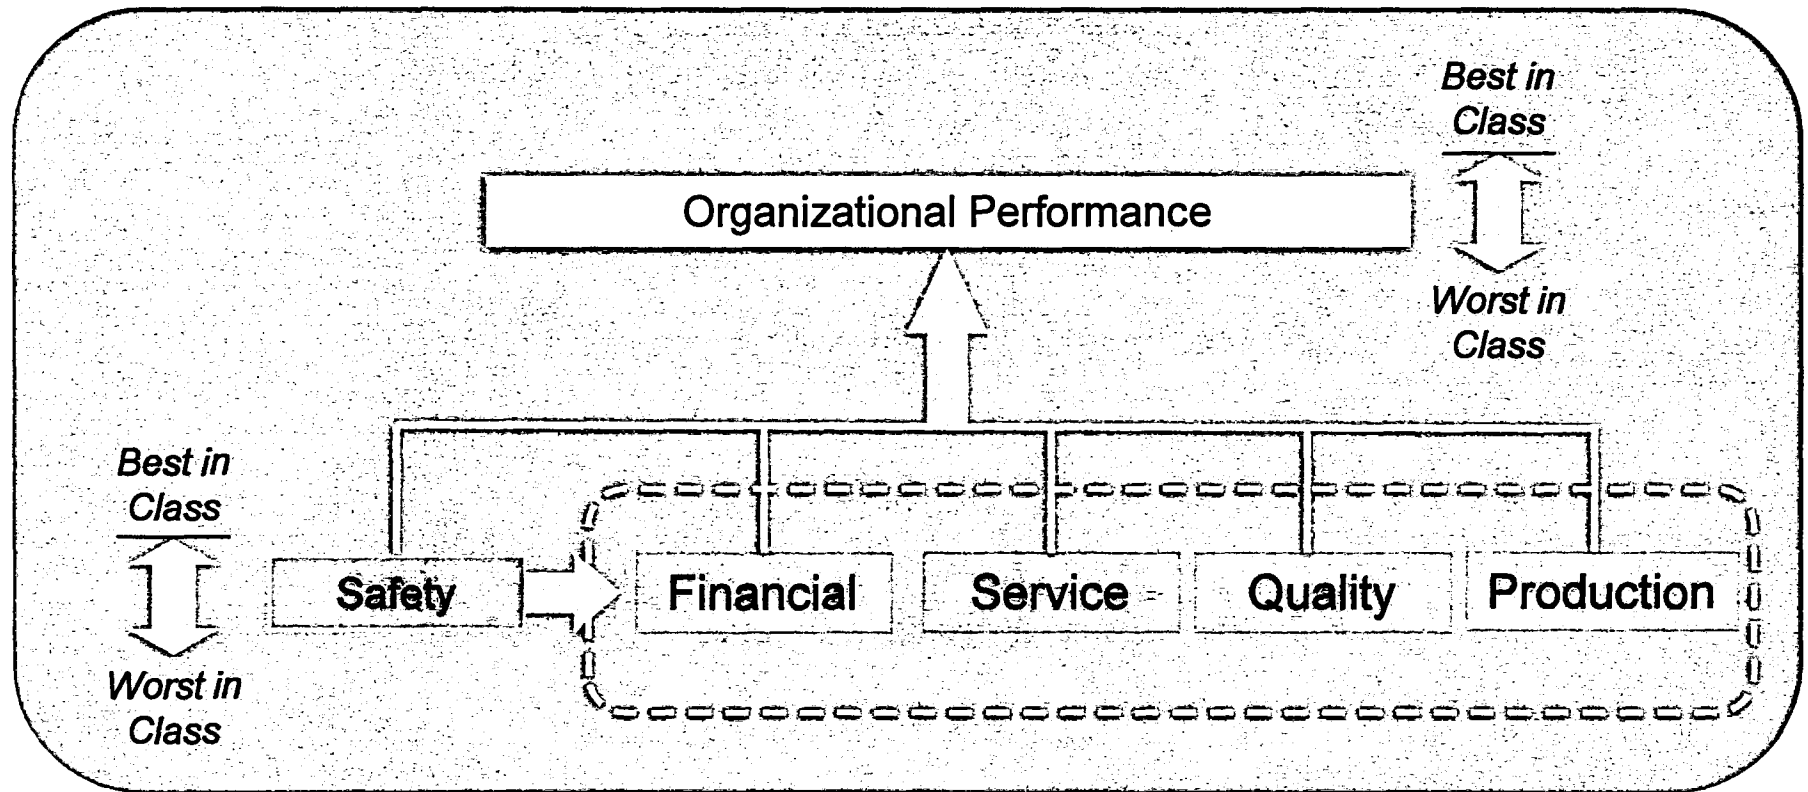 Best in
Class
Organizational Performance
Worst in
Class
Best in
Class
Safety
Financial
Service
Quality
Production
Worst in
Class